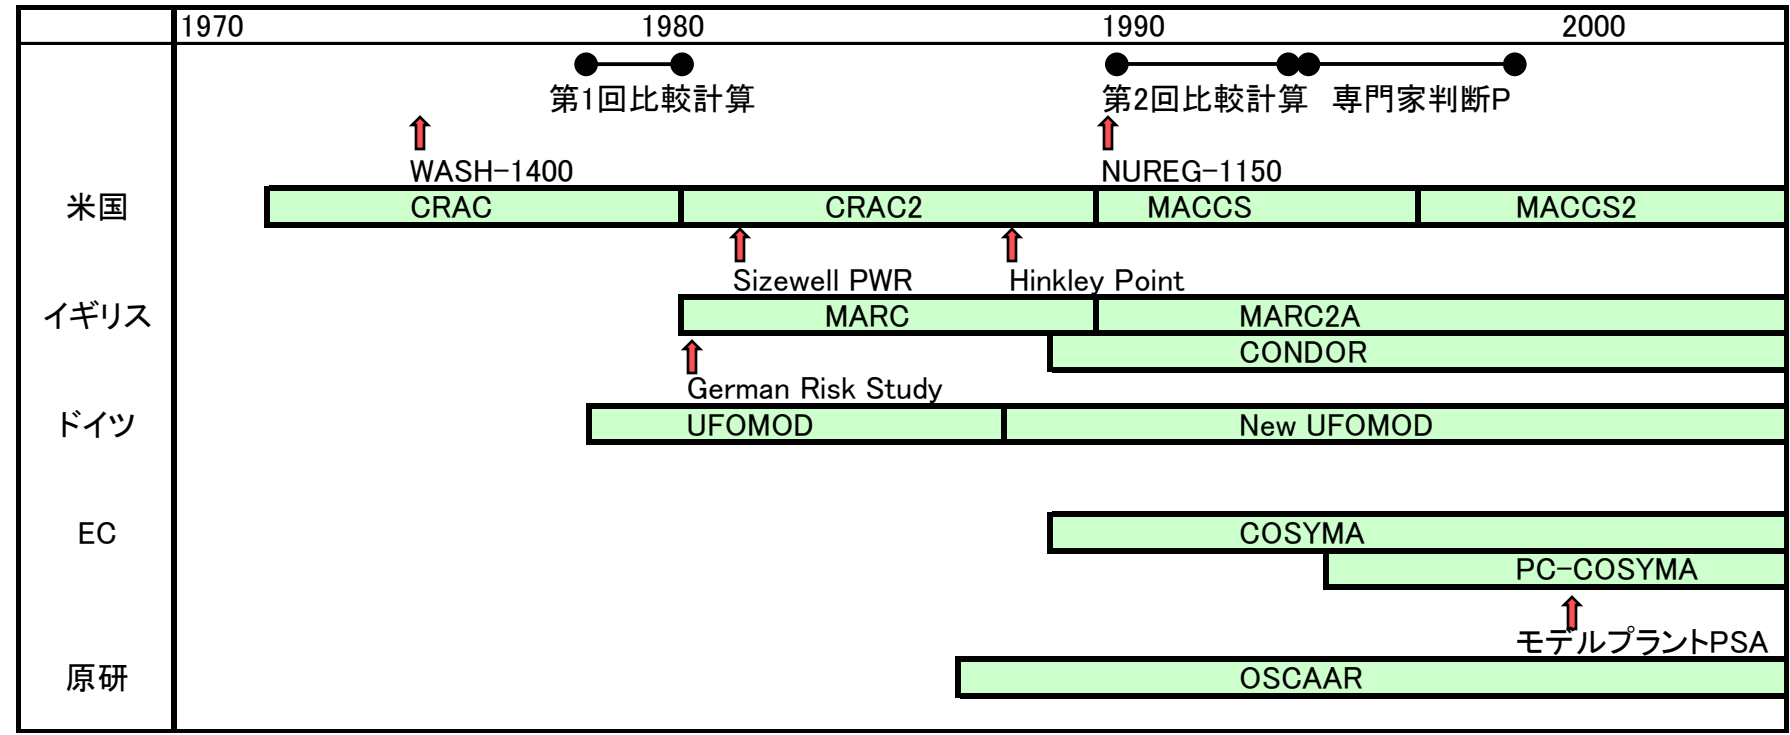 1970 1980 1990 2000
第1回比較計算 第2回比較計算 専門家判断P
WASH-1400 NUREG-1150
米国 CRAC CRAC2 MACCS MACCS2
Sizewell PWR Hinkley Point
イギリス MARC MARC2A
CONDOR
German Risk Study
ドイツ UFOMOD New UFOMOD
EC COSYMA
PC-COSYMA
モデルプラントPSA
原研 OSCAAR